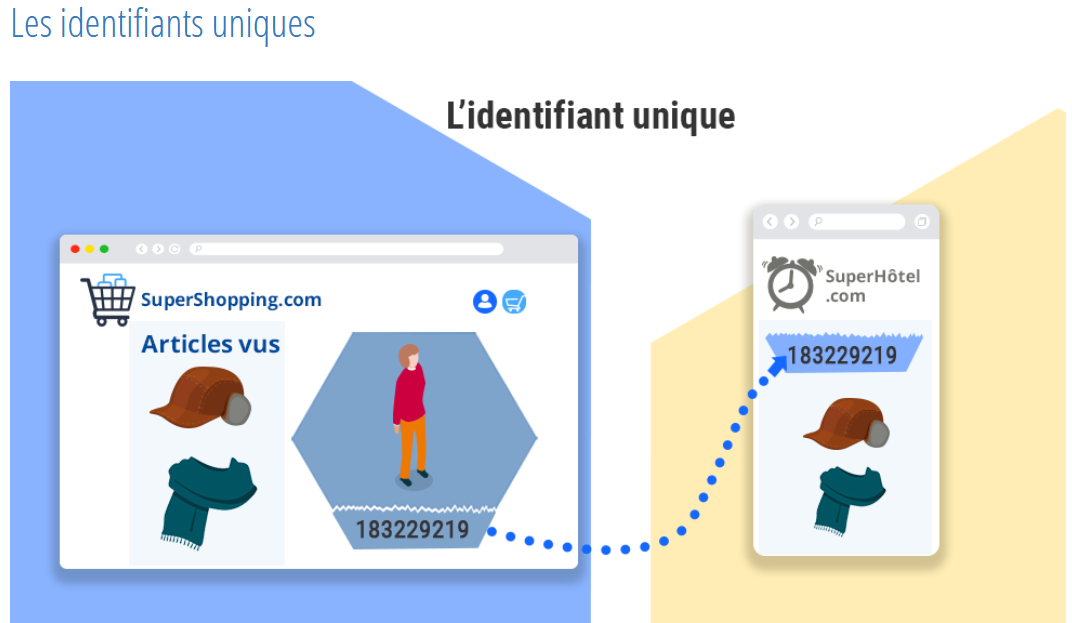 Les identifiants uniques
L’identifiant unique
SuperShopping.com
Articles vus
183229219
SuperHôtel
.com
183229219